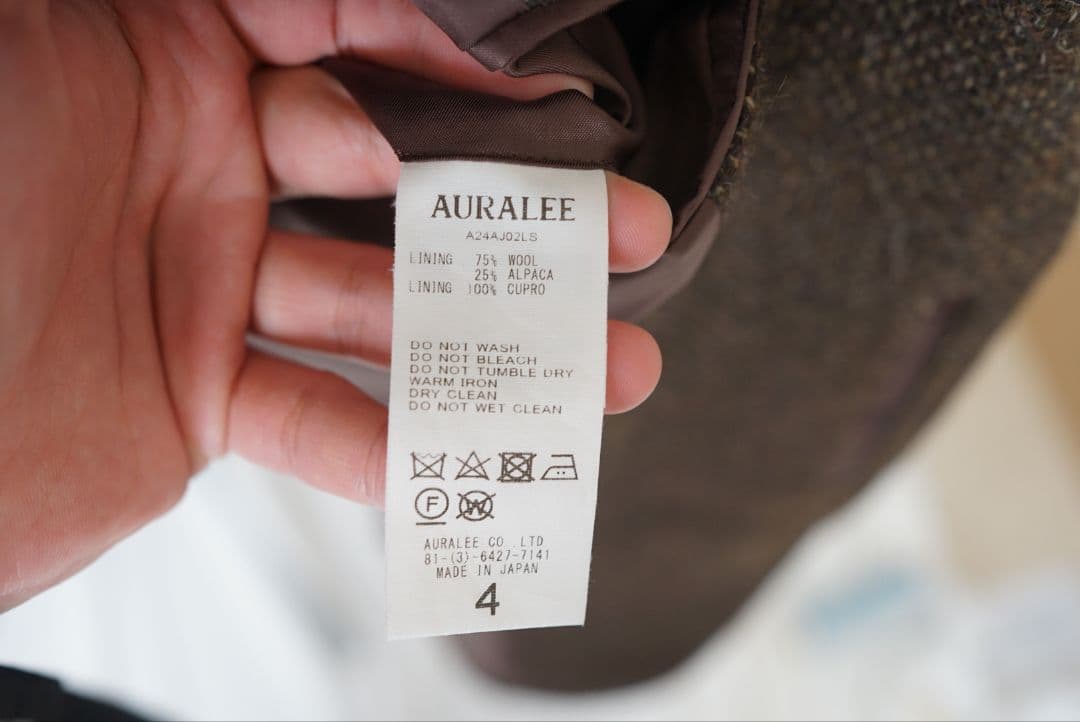 AURALEE
A24AJ02LS
LINING 75% WOOL
25% ALPACA
LINING 100% CUPRO
DO NOT WASH
DO NOT BLEACH
DO NOT TUMBLE DRY
WARM IRON
DRY CLEAN
DO NOT WET CLEAN
F W
AURALEE CO.,LTD
81-(3)-6427-7141
MADE IN JAPAN
4